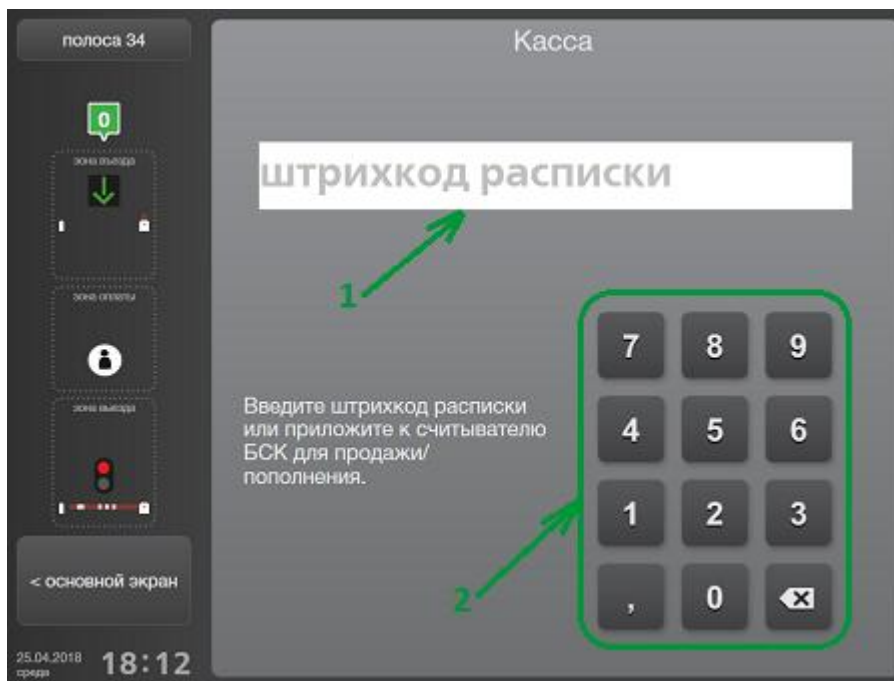 полоса 34
0
зона въезда
зона оплаты
зона выезда
< основной экран
25.04.2018
среда
18:12
Касса
штрихкод расписки
1
Введите штрихкод расписки
или приложите к считывателю
БСК для продажи/
пополнения.
2
7 8 9
4 5 6
1 2 3
, 0